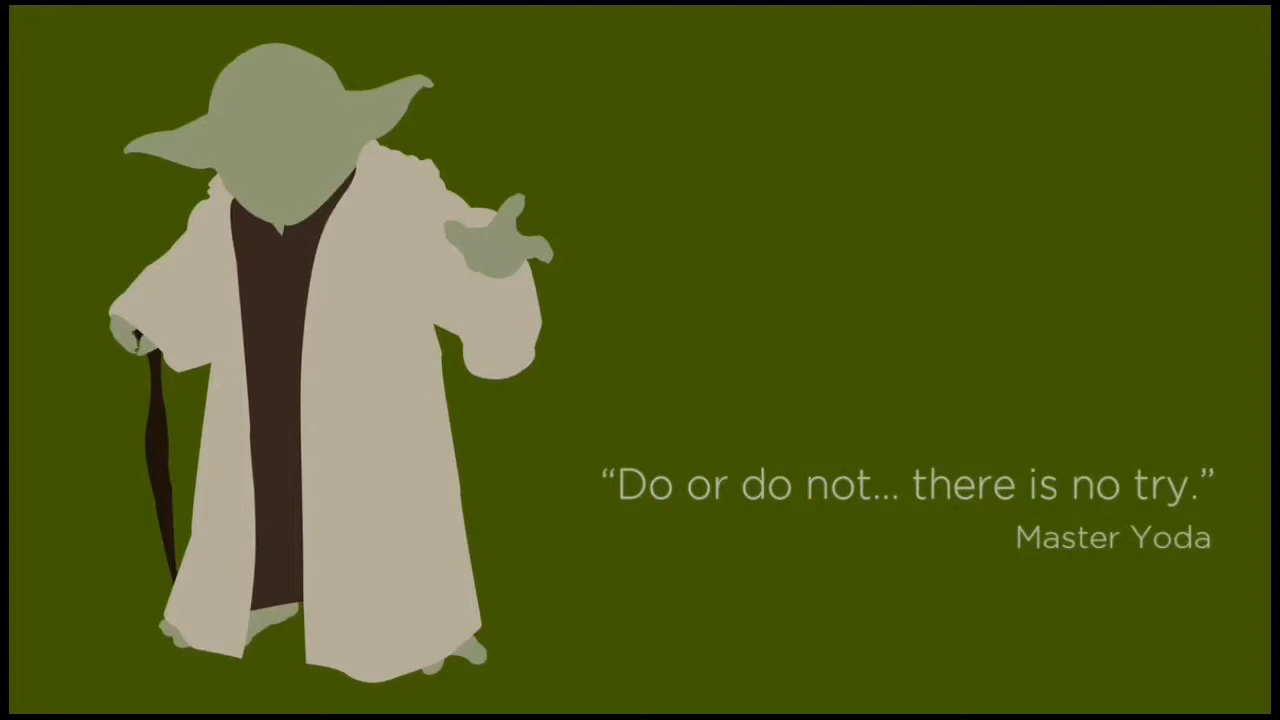 “Do or do not... there is no try.”
Master Yoda